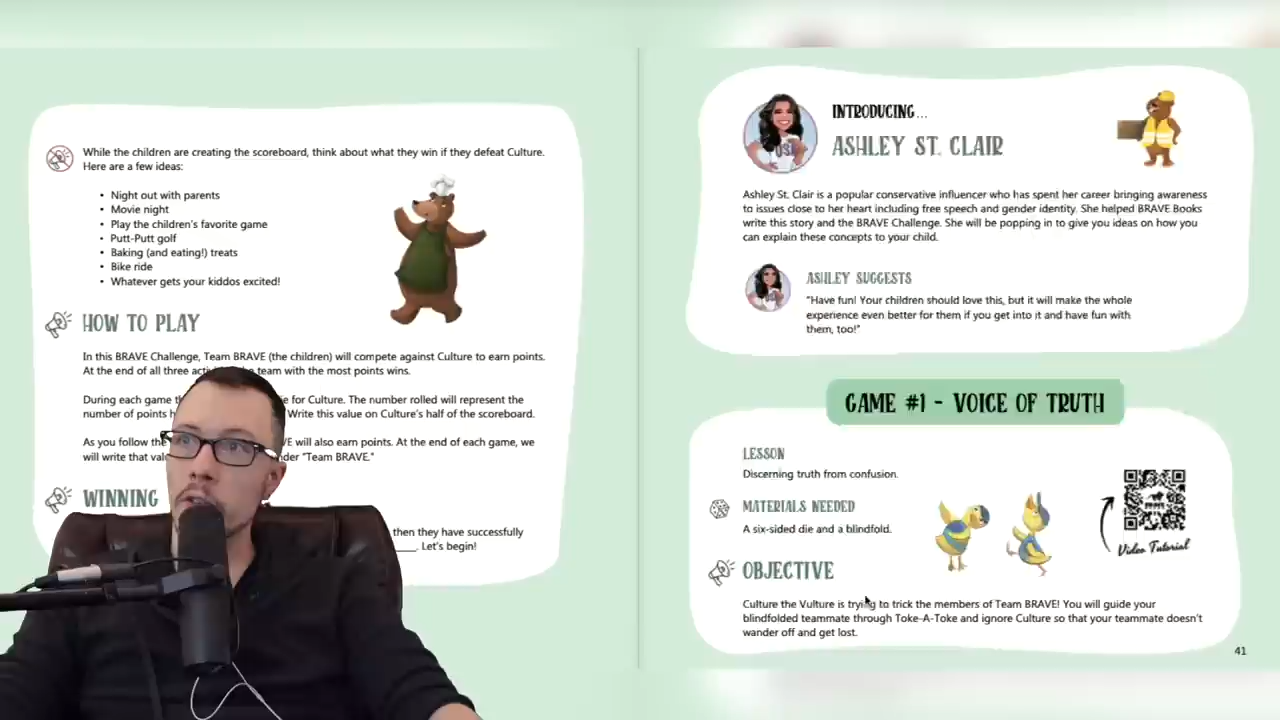 While the children are creating the scoreboard, think about what they win if they defeat Culture.
Here are a few ideas:
• Night out with parents
• Movie night
• Play the children's favorite game
• Putt-Putt golf
• Baking (and eating!) treats
• Bike ride
• Whatever gets your kiddos excited!
HOW TO PLAY
In this BRAVE Challenge, Team BRAVE (the children) will compete against Culture to earn points.
At the end of all three team with the most points wins.
During each game for Culture. The number rolled will represent the
number of points Write this value on Culture's half of the scoreboard.
As you follow the will also earn points. At the end of each game, we
will write that "Team BRAVE."
WINNING
then they have successfully
____. Let's begin!
INTRODUCING...
ASHLEY ST. CLAIR
Ashley St. Clair is a popular conservative influencer who has spent her career bringing awareness
to issues close to her heart including free speech and gender identity. She helped BRAVE Books
write this story and the BRAVE Challenge. She will be popping in to give you ideas on how you
can explain these concepts to your child.
ASHLEY SUGGESTS
"Have fun! Your children should love this, but it will make the whole
experience even better for them if you get into it and have fun with
them, too!"
GAME #1 - VOICE OF TRUTH
LESSON
Discerning truth from confusion.
MATERIALS NEEDED
A six-sided die and a blindfold.
Video Tutorial
OBJECTIVE
Culture the Vulture is trying to trick the members of Team BRAVE! You will guide your
blindfolded teammate through Toke-A-Toke and ignore Culture so that your teammate doesn't
wander off and get lost.
41